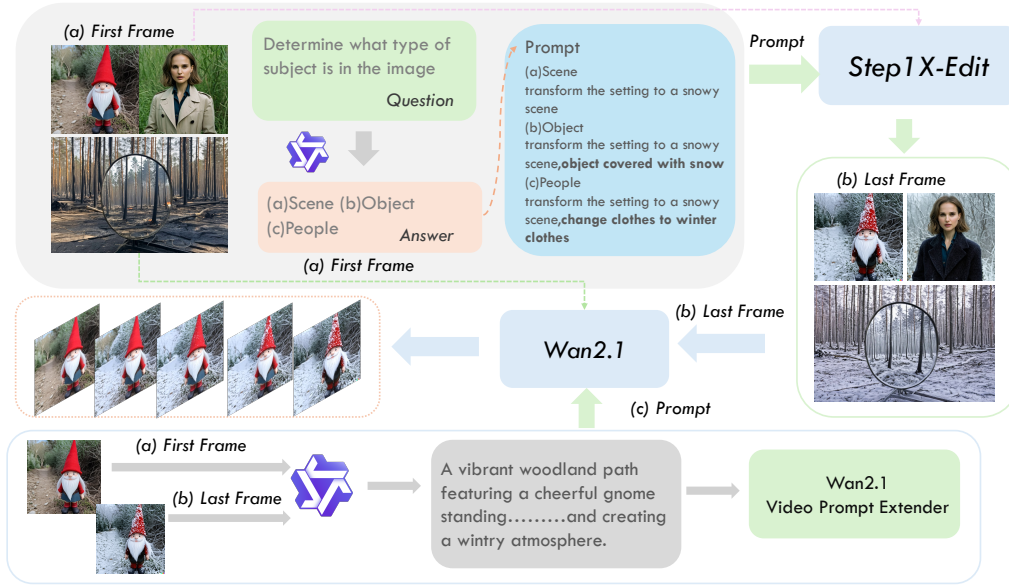 (a) First Frame
Determine what type of
subject is in the image
Question
(a)Scene (b)Object
(c)People
Answer
Prompt
(a)Scene
transform the setting to a snowy
scene
(b)Object
transform the setting to a snowy
scene,object covered with snow
(c)People
transform the setting to a snowy
scene,change clothes to winter
clothes
Prompt
Step1X-Edit
(b) Last Frame
(a) First Frame
Wan2.1
(b) Last Frame
(c) Prompt
(a) First Frame
(b) Last Frame
A vibrant woodland path
featuring a cheerful gnome
standing.........and creating
a wintry atmosphere.
Wan2.1
Video Prompt Extender